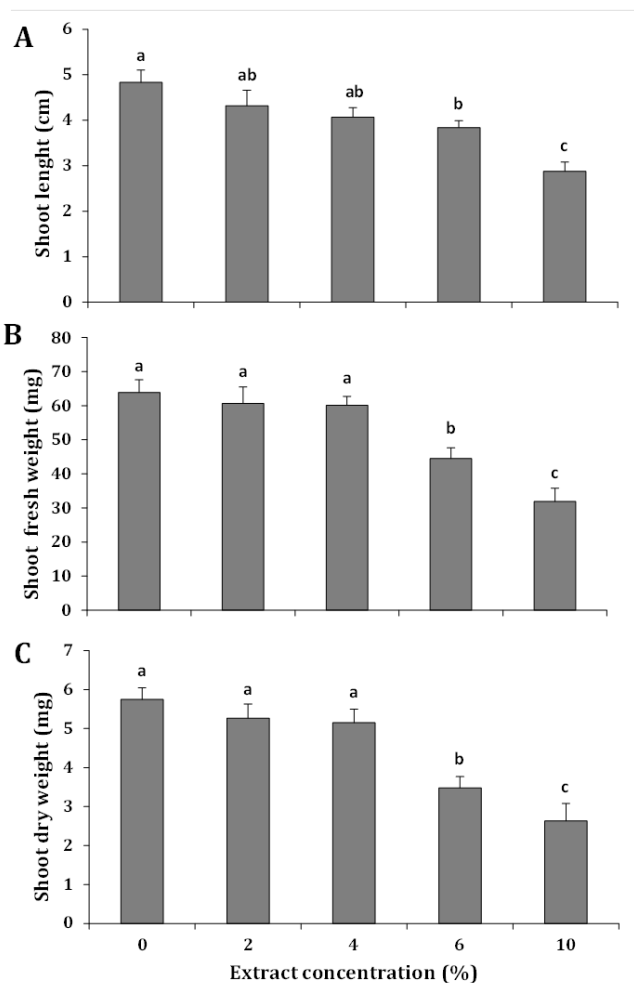 A
Shoot lenght (cm)
6
5
4
3
2
1
0
a
ab
ab
b
c
B
Shoot fresh weight (mg)
80
70
60
50
40
30
20
10
0
a
a
a
b
c
C
Shoot dry weight (mg)
7
6
5
4
3
2
1
0
a
a
a
b
c
0 2 4 6 10
Extract concentration (%)